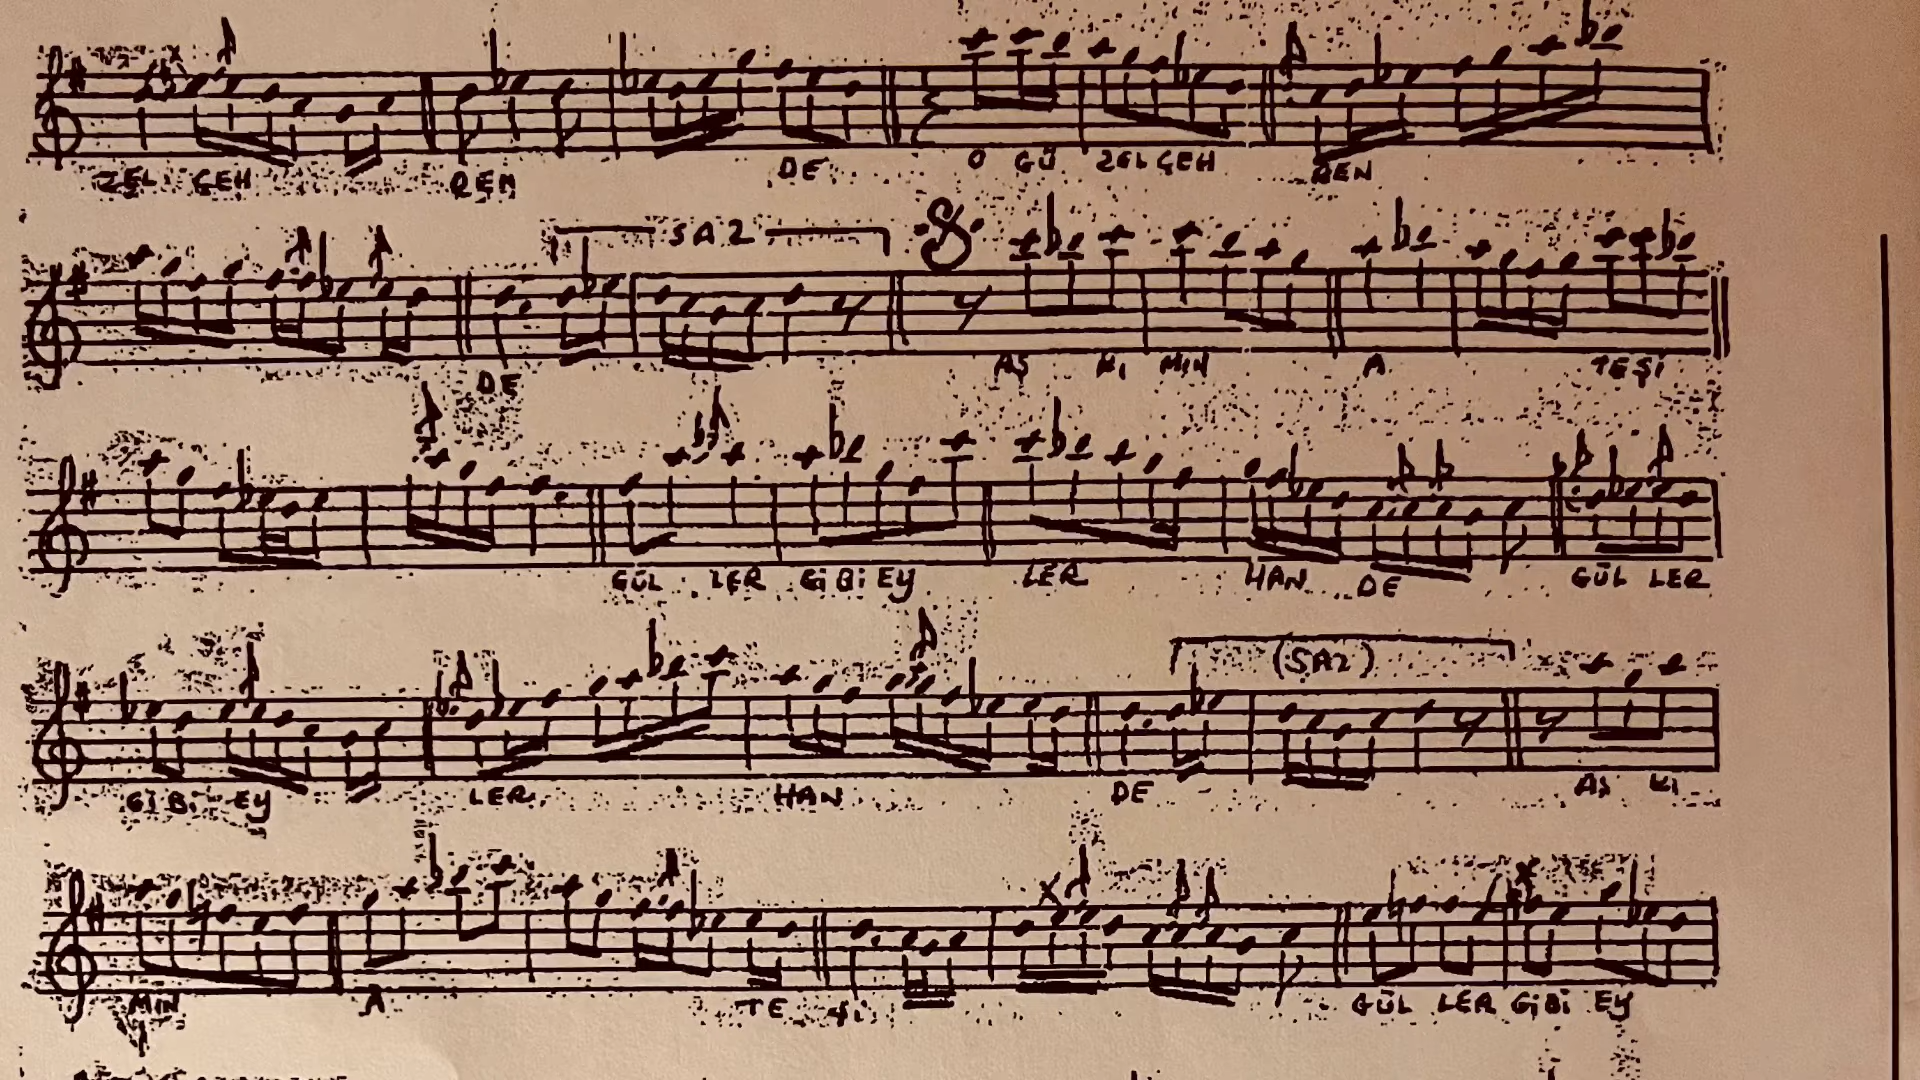 ZEL ÇEH REN DE O GÜ ZEL ÇEH REN
SAZ
DE AŞ KI MIN A TEŞİ
GÜL LER GİBİ EY LER HAN DE GÜL LER
(SAZ)
GİBİ EY LER HAN DE AŞ KI
MIN A TE Şİ GÜL LER GİBİ EY